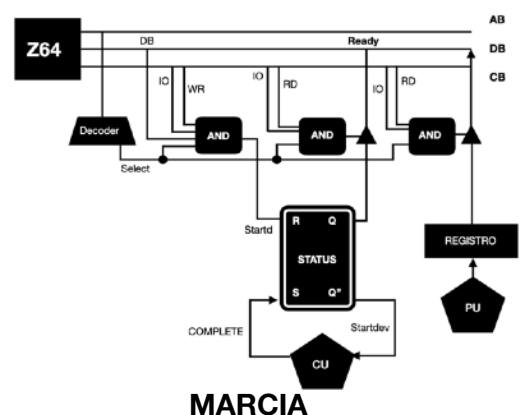 AB
DB
Ready
DB
Z64
CB
IO
WR
IO
RD
IO
RD
Decoder
AND
AND
AND
Select
R Q
Startd
STATUS
REGISTRO
S Q"
PU
COMPLETE
Startdev
CU
MARCIA